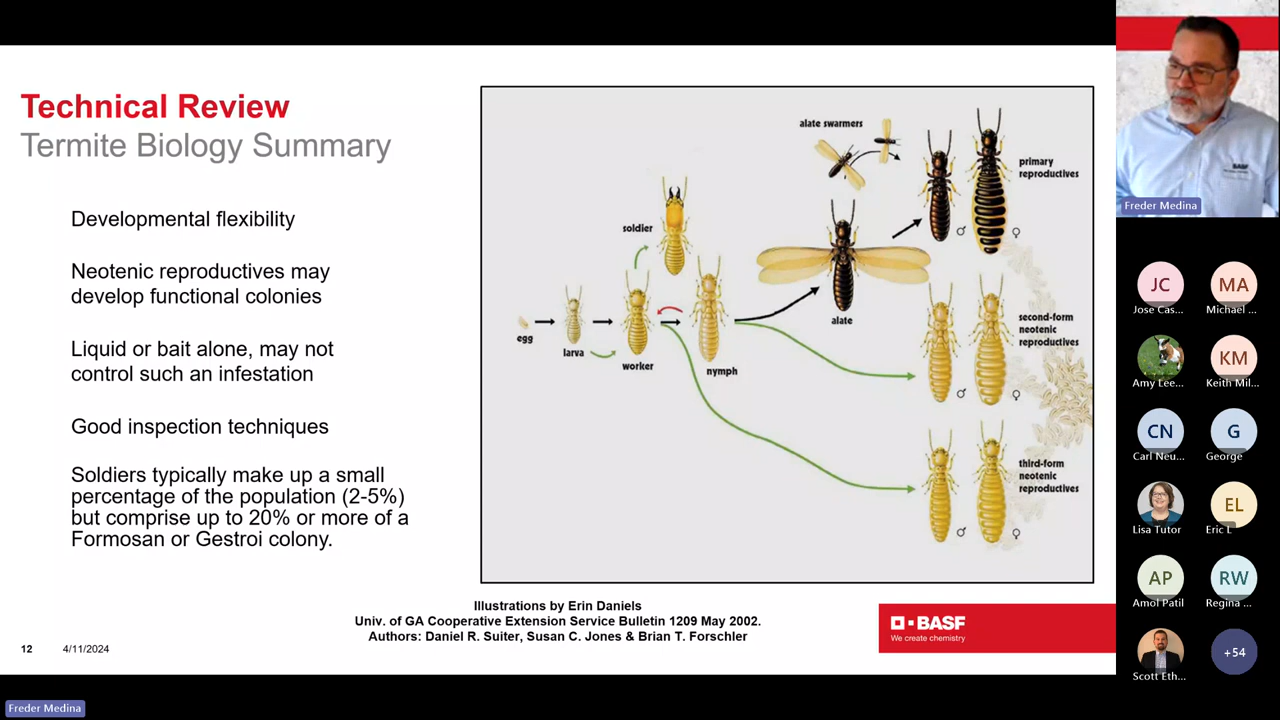 Technical Review
Termite Biology Summary
Developmental flexibility
Neotenic reproductives may
develop functional colonies
Liquid or bait alone, may not
control such an infestation
Good inspection techniques
Soldiers typically make up a small
percentage of the population (2-5%)
but comprise up to 20% or more of a
Formosan or Gestroi colony.
alate swarmers
primary
reproductives
soldier
♂
♀
alate
egg
larva
worker
nymph
second-form
neotenic
reproductives
♂
♀
third-form
neotenic
reproductives
♂
♀
Illustrations by Erin Daniels
Univ. of GA Cooperative Extension Service Bulletin 1209 May 2002.
Authors: Daniel R. Suiter, Susan C. Jones & Brian T. Forschler
12
4/11/2024
BASF
We create chemistry
BASF
Freder Medina
JC
MA
Jose Cas...
Michael ...
KM
Amy Lee...
Keith Mil...
CN
G
Carl Neu...
George
EL
Lisa Tutor
Eric L
AP
RW
Amol Patil
Regina ...
Scott Eth...
+54
Freder Medina